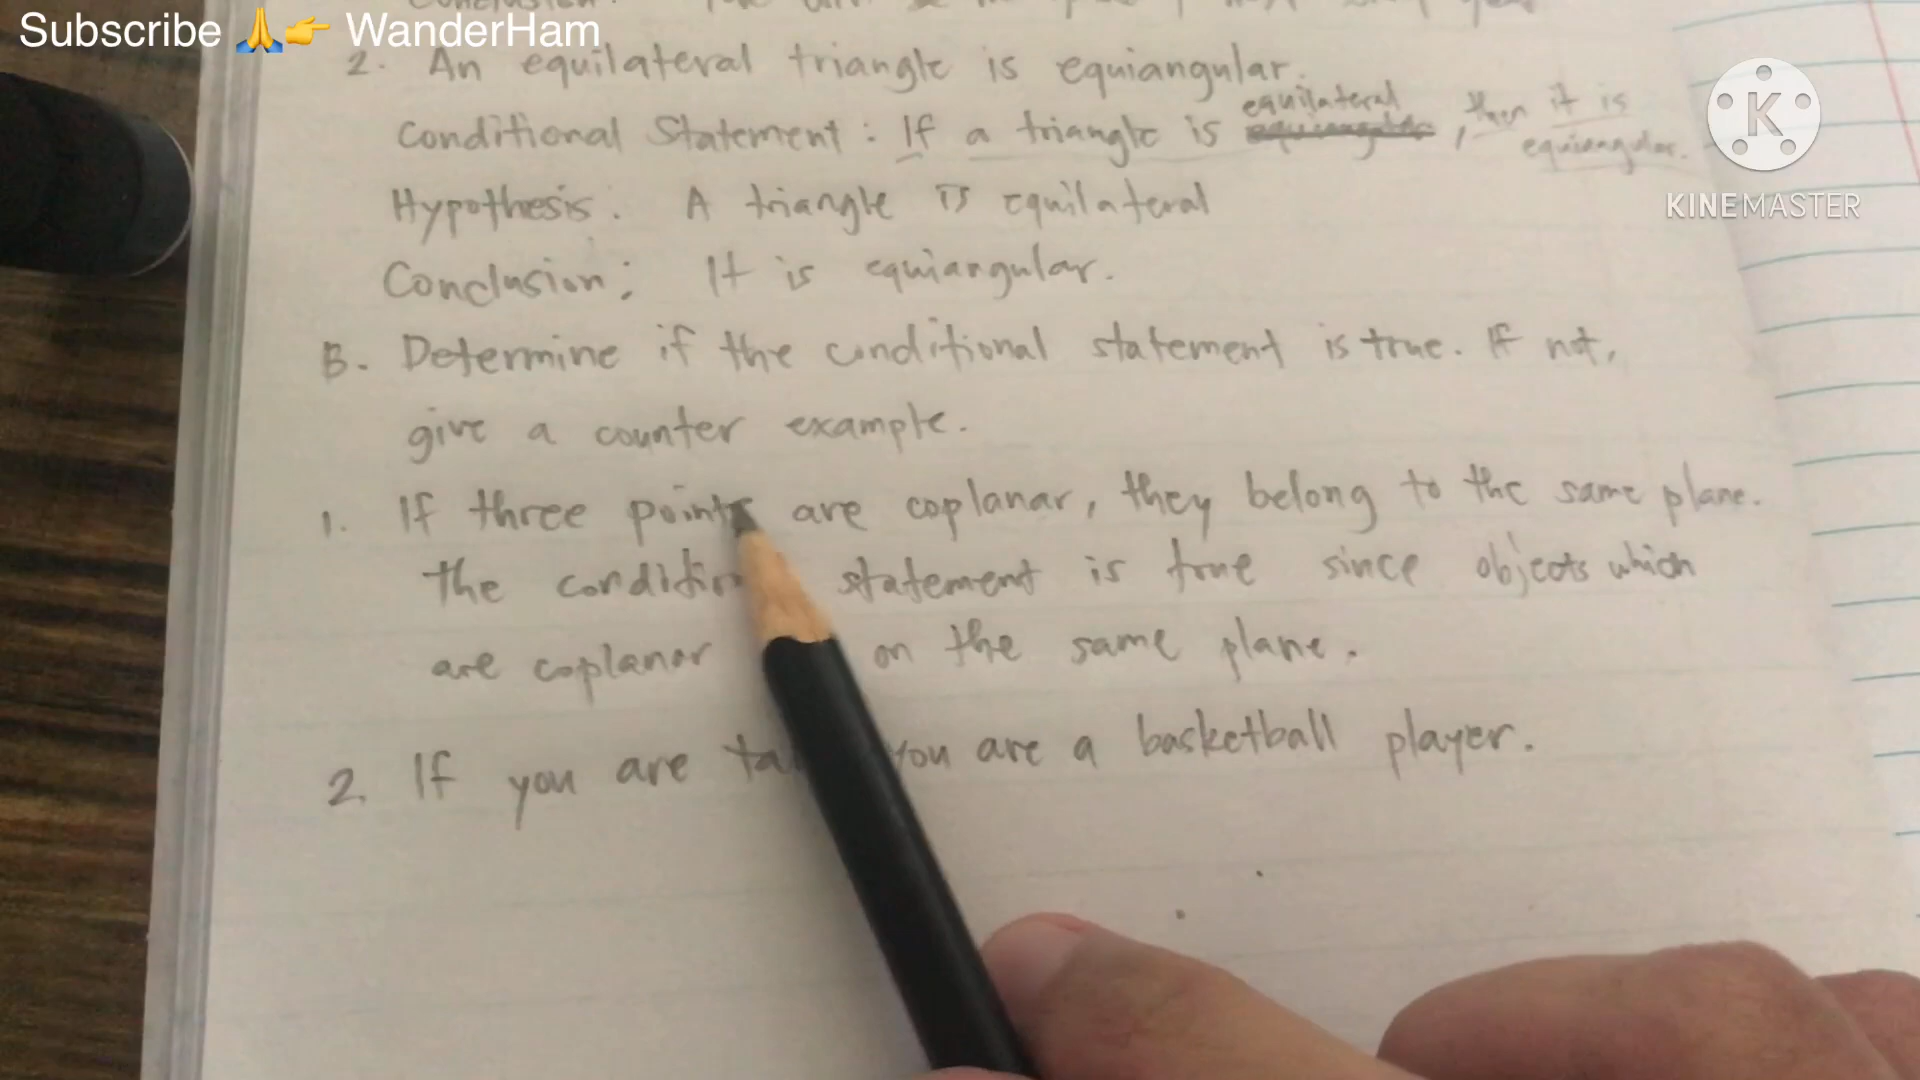 Subscribe 🙏👉 WanderHam
2. An equilateral triangle is equiangular.
Conditional Statement: If a triangle is equilateral, then it is equiangular.
Hypothesis: A triangle is equilateral
Conclusion: It is equiangular.
B. Determine if the conditional statement is true. If not,
give a counter example.
1. If three points are coplanar, they belong to the same plane.
the statement is true since objects which
are coplanar on the same plane.
2. If you are you are a basketball player.
K
KINEMASTER